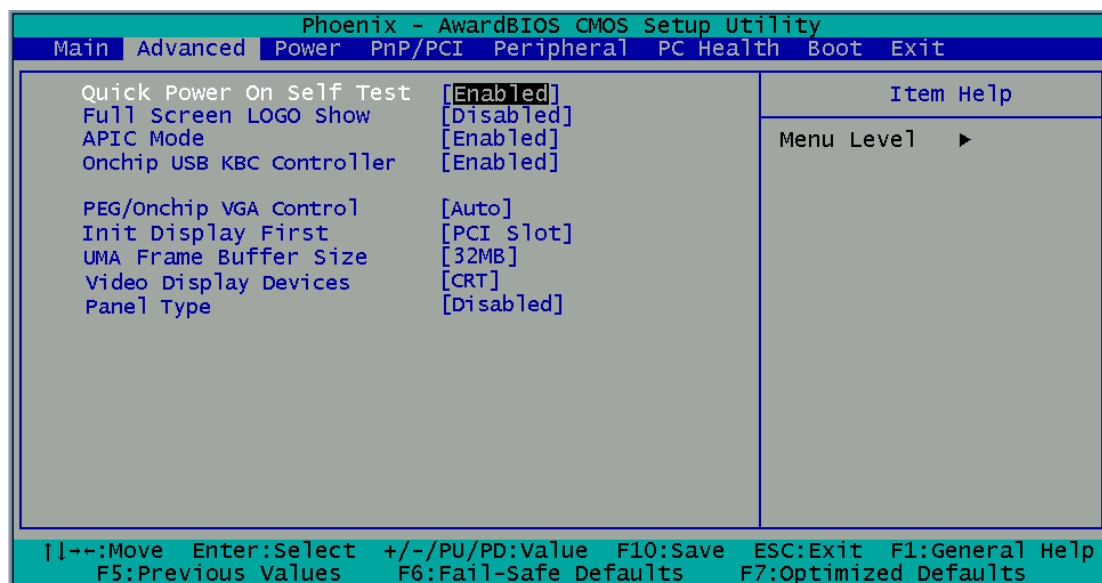 Phoenix - AwardBIOS CMOS Setup Utility
Main Advanced Power PnP/PCI Peripheral PC Health Boot Exit
Quick Power On Self Test [Enabled]
Full Screen LOGO Show [Disabled]
APIC Mode [Enabled]
Onchip USB KBC Controller [Enabled]
PEG/Onchip VGA Control [Auto]
Init Display First [PCI Slot]
UMA Frame Buffer Size [32MB]
Video Display Devices [CRT]
Panel Type [Disabled]
Item Help
Menu Level ►
↑↓→←:Move Enter:Select +/-/PU/PD:Value F10:Save ESC:Exit F1:General Help
F5:Previous Values F6:Fail-Safe Defaults F7:Optimized Defaults